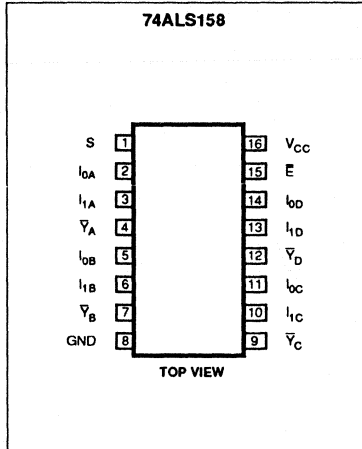 74ALS158
S 1 16 VCC
I0A 2 15 E̅
I1A 3 14 I0D
Y̅A 4 13 I1D
I0B 5 12 Y̅D
I1B 6 11 I0C
Y̅B 7 10 I1C
GND 8 9 Y̅C
TOP VIEW